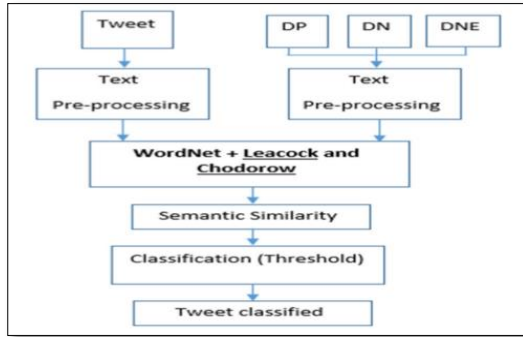 Tweet
DP DN DNE
Text
Pre-processing
Text
Pre-processing
WordNet + Leacock and
Chodorow
Semantic Similarity
Classification (Threshold)
Tweet classified